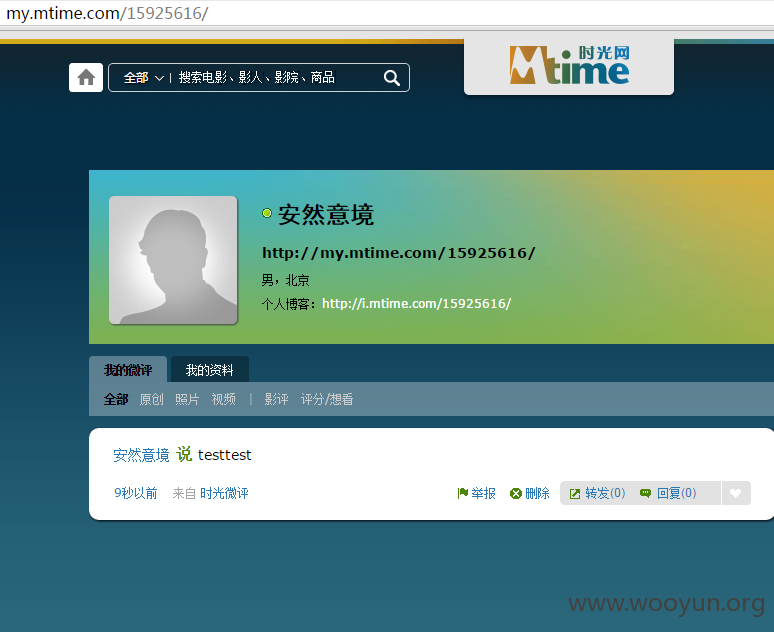 my.mtime.com/15925616/
时光网
Mtime
全部 | 搜索电影、影人、影院、商品
安然意境
http://my.mtime.com/15925616/
男，北京
个人博客：http://i.mtime.com/15925616/
我的微评 我的资料
全部 原创 照片 视频 | 影评 评分/想看
安然意境 说 testtest
9秒以前 来自 时光微评 举报 删除 转发(0) 回复(0)
www.wooyun.org